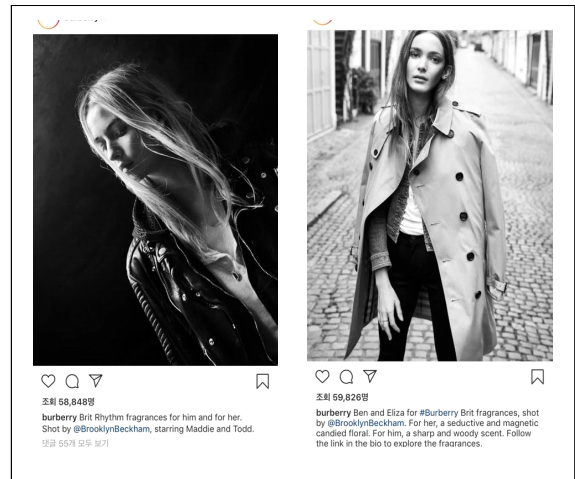 조회 58,848명
burberry Brit Rhythm fragrances for him and for her.
Shot by @BrooklynBeckham, starring Maddie and Todd.
댓글 55개 모두 보기
조회 59,826명
burberry Ben and Eliza for #Burberry Brit fragrances, shot
by @BrooklynBeckham. For her, a seductive and magnetic
candied floral. For him, a sharp and woody scent. Follow
the link in the bio to explore the fragrances.